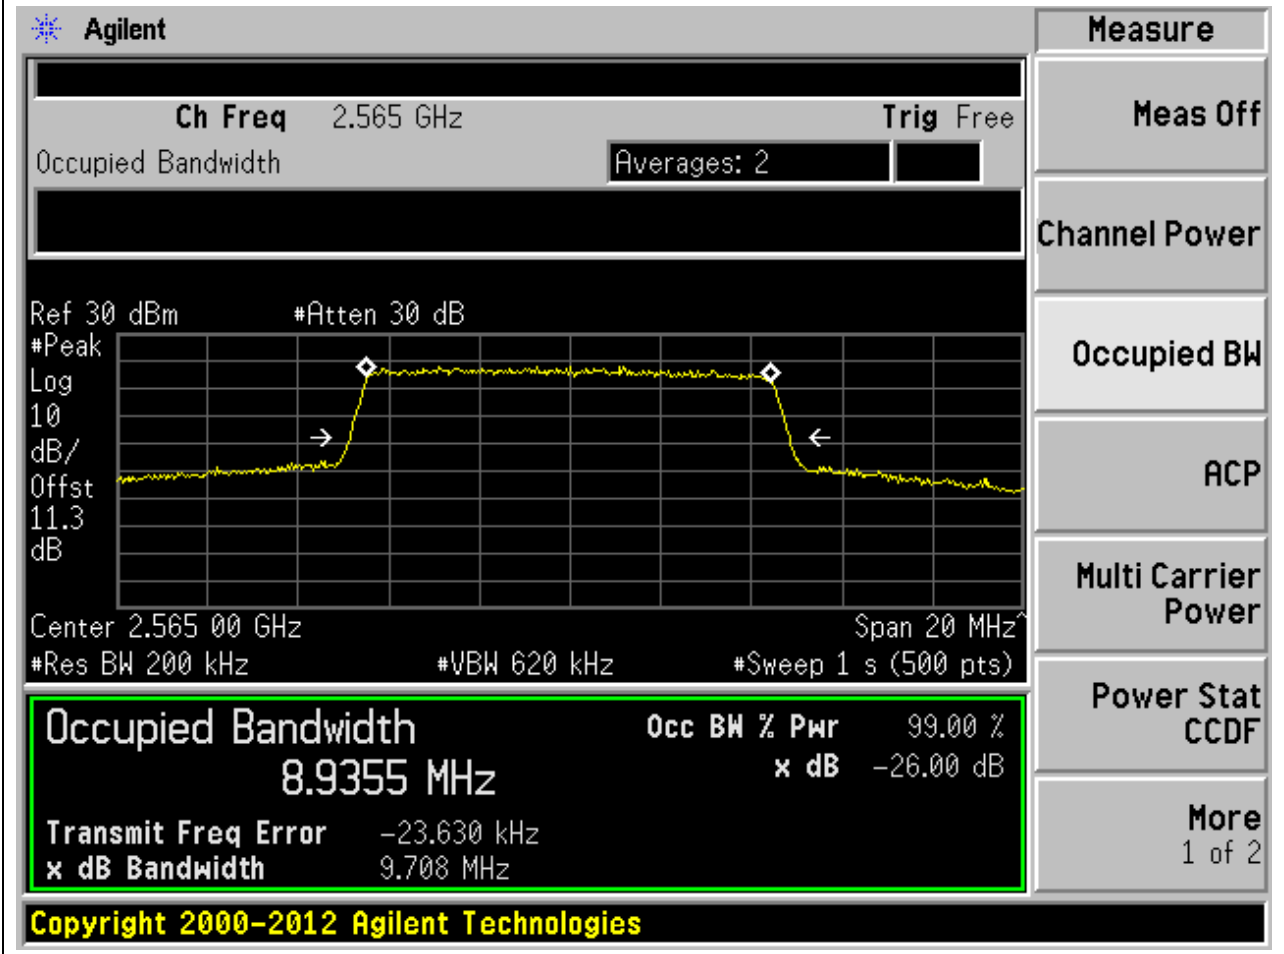 Agilent
Measure
Ch Freq 2.565 GHz Trig Free
Occupied Bandwidth Averages: 2
Ref 30 dBm #Atten 30 dB
#Peak
Log
10
dB/
Offst
11.3
dB
Center 2.565 00 GHz Span 20 MHz^
#Res BW 200 kHz #VBW 620 kHz #Sweep 1 s (500 pts)
Occupied Bandwidth Occ BW % Pwr 99.00 %
8.9355 MHz x dB -26.00 dB
Transmit Freq Error -23.630 kHz
x dB Bandwidth 9.708 MHz
Copyright 2000-2012 Agilent Technologies
Meas Off
Channel Power
Occupied BW
ACP
Multi Carrier
Power
Power Stat
CCDF
More
1 of 2